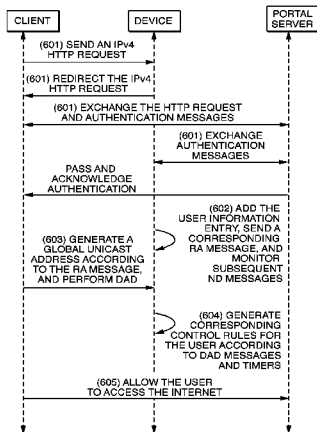 CLIENT
DEVICE
PORTAL
SERVER
(601) SEND AN IPv4
HTTP REQUEST
(601) REDIRECT THE IPv4
HTTP REQUEST
(601) EXCHANGE THE HTTP REQUEST
AND AUTHENTICATION MESSAGES
(601) EXCHANGE
AUTHENTICATION
MESSAGES
PASS AND
ACKNOWLEDGE
AUTHENTICATION
(602) ADD THE
USER INFORMATION
ENTRY, SEND A
CORRESPONDING
RA MESSAGE, AND
MONITOR
SUBSEQUENT
ND MESSAGES
(603) GENERATE A
GLOBAL UNICAST
ADDRESS ACCORDING
TO THE RA MESSAGE,
AND PERFORM DAD
(604) GENERATE
CORRESPONDING
CONTROL RULES FOR
THE USER ACCORDING
TO DAD MESSAGES
AND TIMERS
(605) ALLOW THE USER
TO ACCESS THE INTERNET